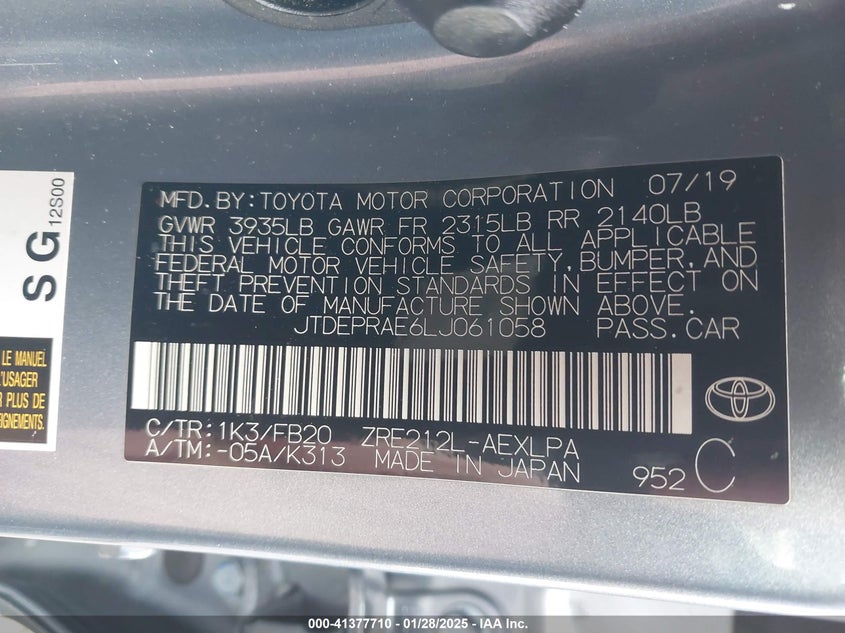 MFD.BY:TOYOTA MOTOR CORPORATION 07/19
GVWR 3935LB GAWR FR 2315LB RR 2140LB
THIS VEHICLE CONFORMS TO ALL APPLICABLE
FEDERAL MOTOR VEHICLE SAFETY,BUMPER,AND
THEFT PREVENTION STANDARDS IN EFFECT ON
THE DATE OF MANUFACTURE SHOWN ABOVE.
JTDEPRAE6LJ061058 PASS.CAR
C/TR:1K3/FB20 ZRE212L-AEXLPA
A/TM:-05A/K313 MADE IN JAPAN 952 C
SG 12S00
LE MANUEL
L'USAGER
R PLUS DE
000-41377710 - 01/28/2025 - IAA Inc.